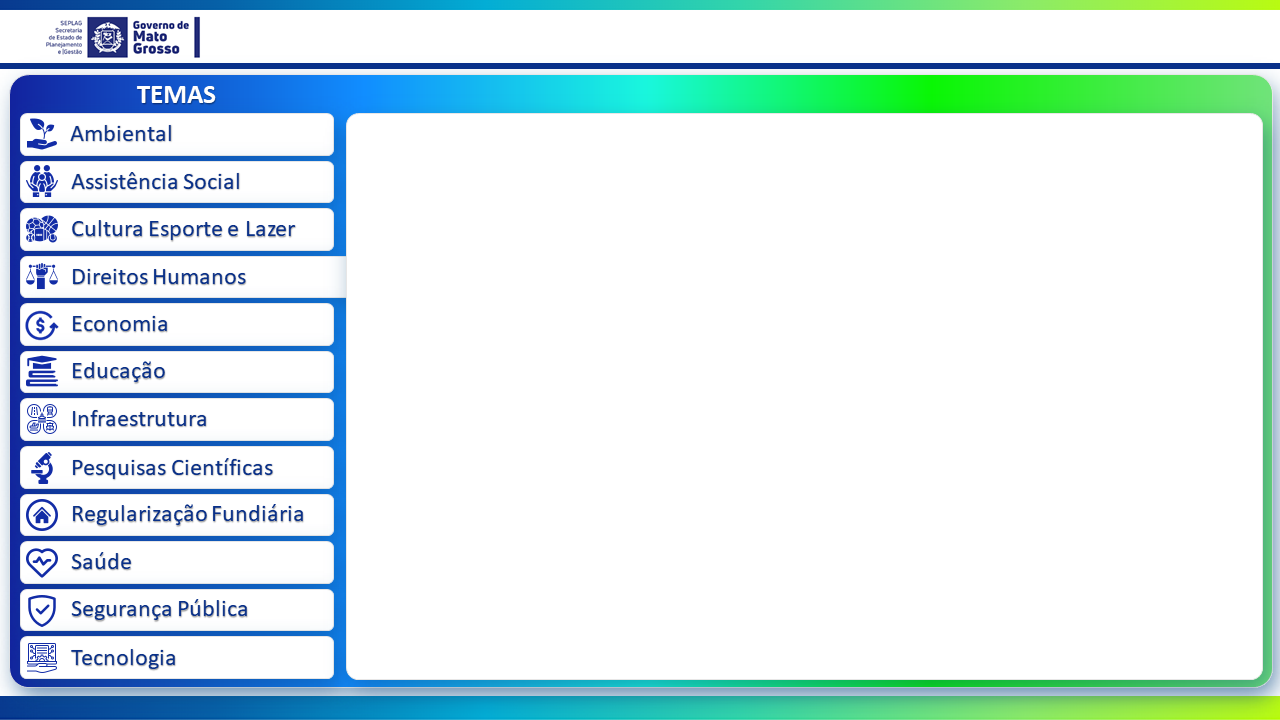 SEPLAG
Secretaria
de Estado de
Planejamento
e |Gestão
Governo de
Mato
Grosso
TEMAS
Ambiental
Assistência Social
Cultura Esporte e Lazer
Direitos Humanos
Economia
Educação
Infraestrutura
Pesquisas Científicas
Regularização Fundiária
Saúde
Segurança Pública
Tecnologia